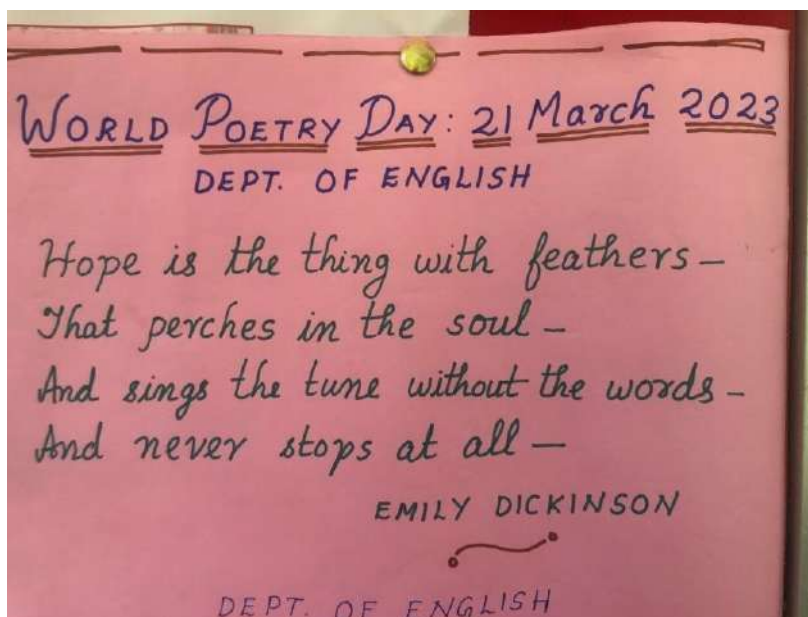 WORLD POETRY DAY: 21 March 2023
DEPT. OF ENGLISH
Hope is the thing with feathers –
That perches in the soul –
And sings the tune without the words –
And never stops at all –
EMILY DICKINSON
DEPT. OF ENGLISH